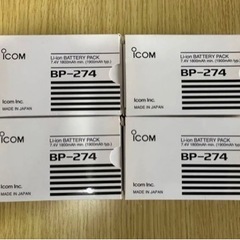 ICOM
Li-ion BATTERY PACK
7.4V 1800mAh min. (1900mAh typ.)
BP-274
Icom Inc.
MADE IN JAPAN
ICOM
Li-ion BATTERY PACK
7.4V 1800mAh min. (1900mAh typ.)
BP-274
Icom Inc.
MADE IN JAPAN
ICOM
Li-ion BATTERY PACK
7.4V 1800mAh min. (1900mAh typ.)
BP-274
Icom Inc.
MADE IN JAPAN
ICOM
Li-ion BATTERY PACK
7.4V 1800mAh min. (1900mAh typ.)
BP-274
Icom Inc.
MADE IN JAPAN